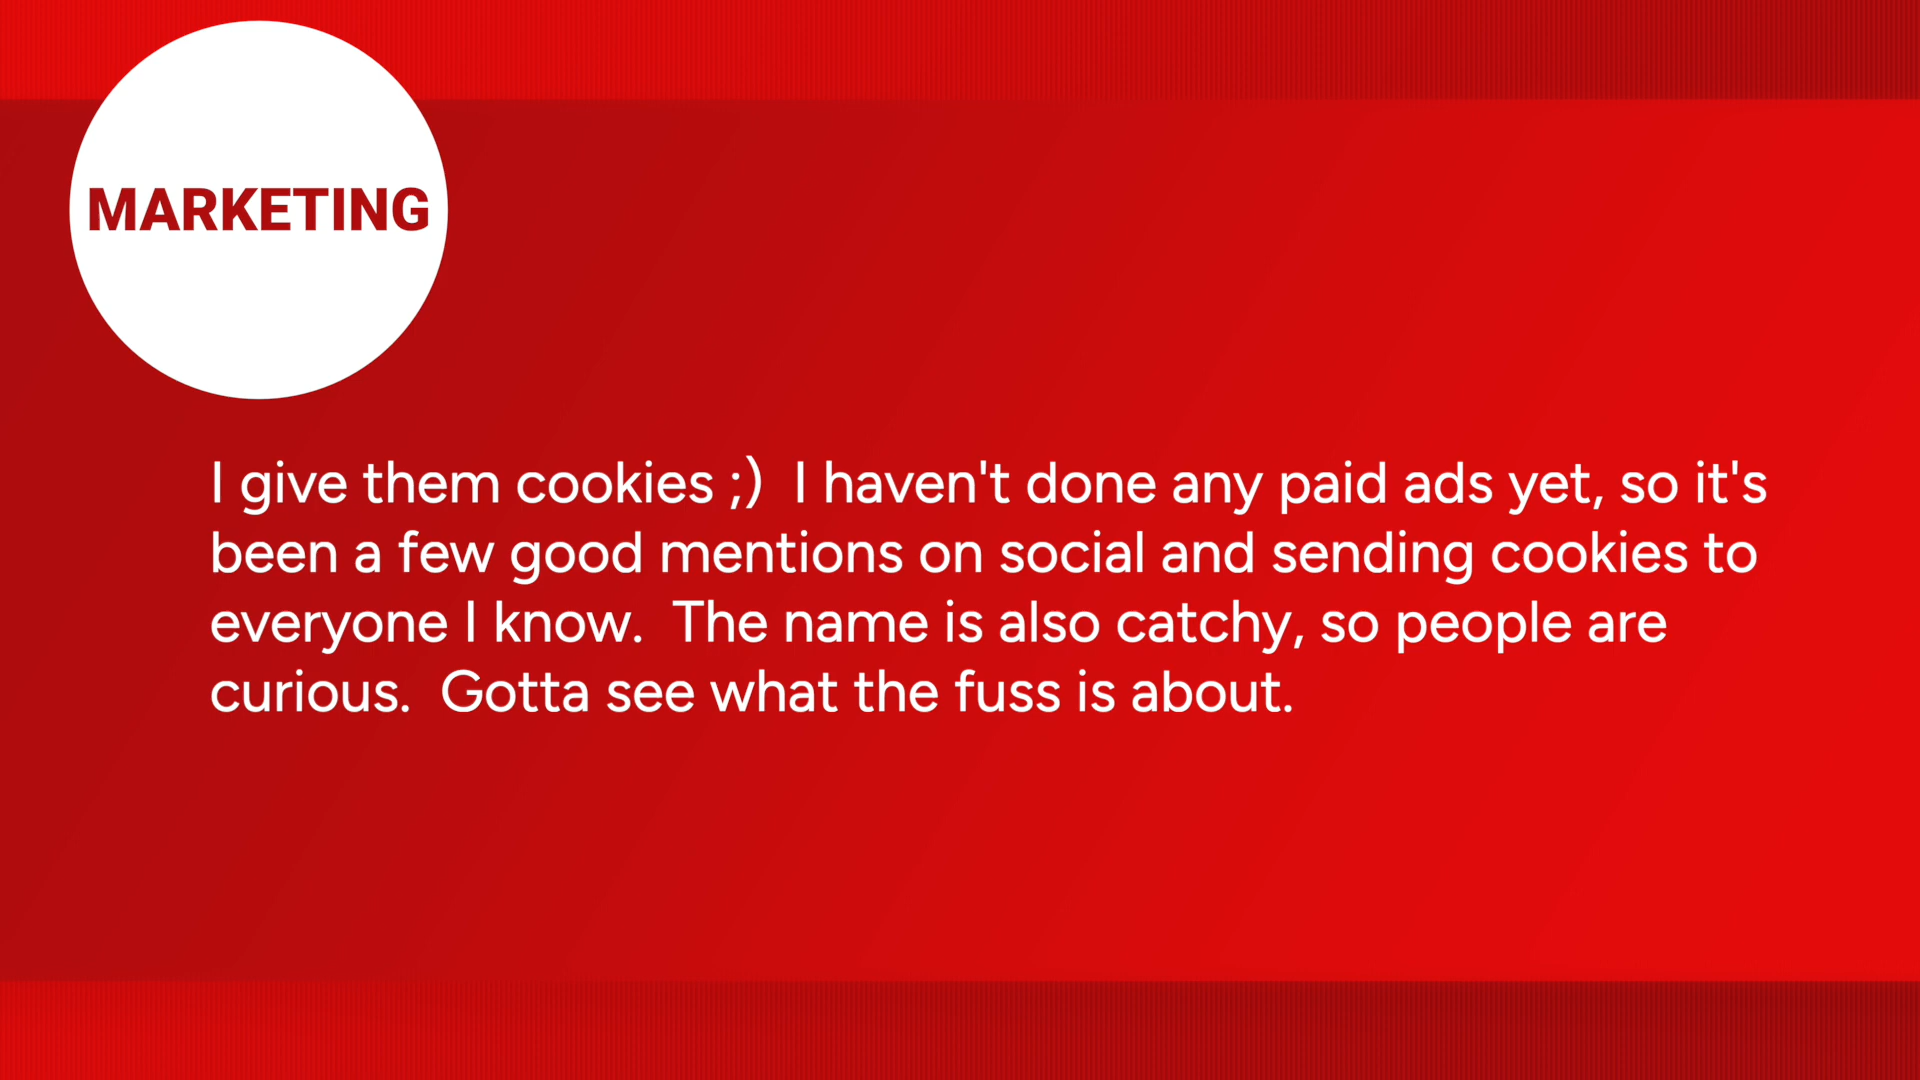 MARKETING
I give them cookies ;)  I haven't done any paid ads yet, so it's
been a few good mentions on social and sending cookies to
everyone I know.  The name is also catchy, so people are
curious.  Gotta see what the fuss is about.